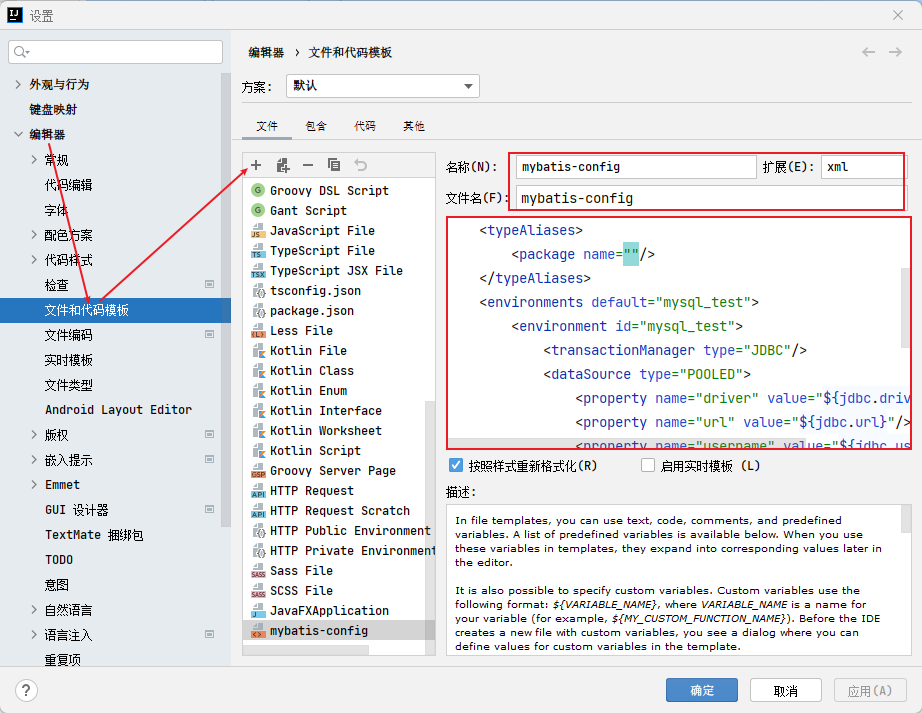 设置
外观与行为
键盘映射
编辑器
常规
代码编辑
字体
配色方案
代码样式
检查
文件和代码模板
文件编码
实时模板
文件类型
Android Layout Editor
版权
嵌入提示
Emmet
GUI 设计器
TextMate 捆绑包
TODO
意图
自然语言
语言注入
重复项
编辑器 › 文件和代码模板
方案: 默认
文件 包含 代码 其他
Groovy DSL Script
Gant Script
JavaScript File
TypeScript File
TypeScript JSX File
tsconfig.json
package.json
Less File
Kotlin File
Kotlin Class
Kotlin Enum
Kotlin Interface
Kotlin Worksheet
Kotlin Script
Groovy Server Page
HTTP Request
HTTP Request Scratch
HTTP Public Environment
HTTP Private Environment
Sass File
SCSS File
JavaFXApplication
mybatis-config
名称(N): mybatis-config 扩展(E): xml
文件名(F): mybatis-config
<typeAliases>
<package name=""/>
</typeAliases>
<environments default="mysql_test">
<environment id="mysql_test">
<transactionManager type="JDBC"/>
<dataSource type="POOLED">
<property name="driver" value="${jdbc.driv
<property name="url" value="${jdbc.url}"/>
<property name="username" value="${jdbc.us
按照样式重新格式化(R) 启用实时模板 (L)
描述:
In file templates, you can use text, code, comments, and predefined
variables. A list of predefined variables is available below. When you use
these variables in templates, they expand into corresponding values later in
the editor.
It is also possible to specify custom variables. Custom variables use the
following format: ${VARIABLE_NAME}, where VARIABLE_NAME is a name for
your variable (for example, ${MY_CUSTOM_FUNCTION_NAME}). Before the IDE
creates a new file with custom variables, you see a dialog where you can
define values for custom variables in the template.
? 确定 取消 应用(A)